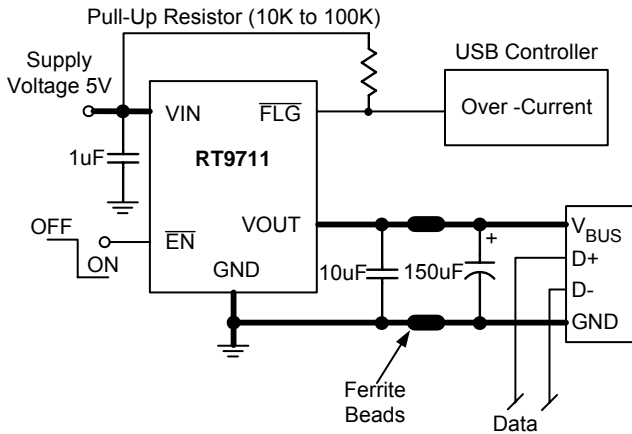 Pull-Up Resistor (10K to 100K)
Supply
Voltage 5V
USB Controller
VIN
FLG
Over -Current
1uF
RT9711
OFF
ON
EN
VOUT
GND
10uF
150uF
+
VBUS
D+
D-
GND
Ferrite
Beads
Data